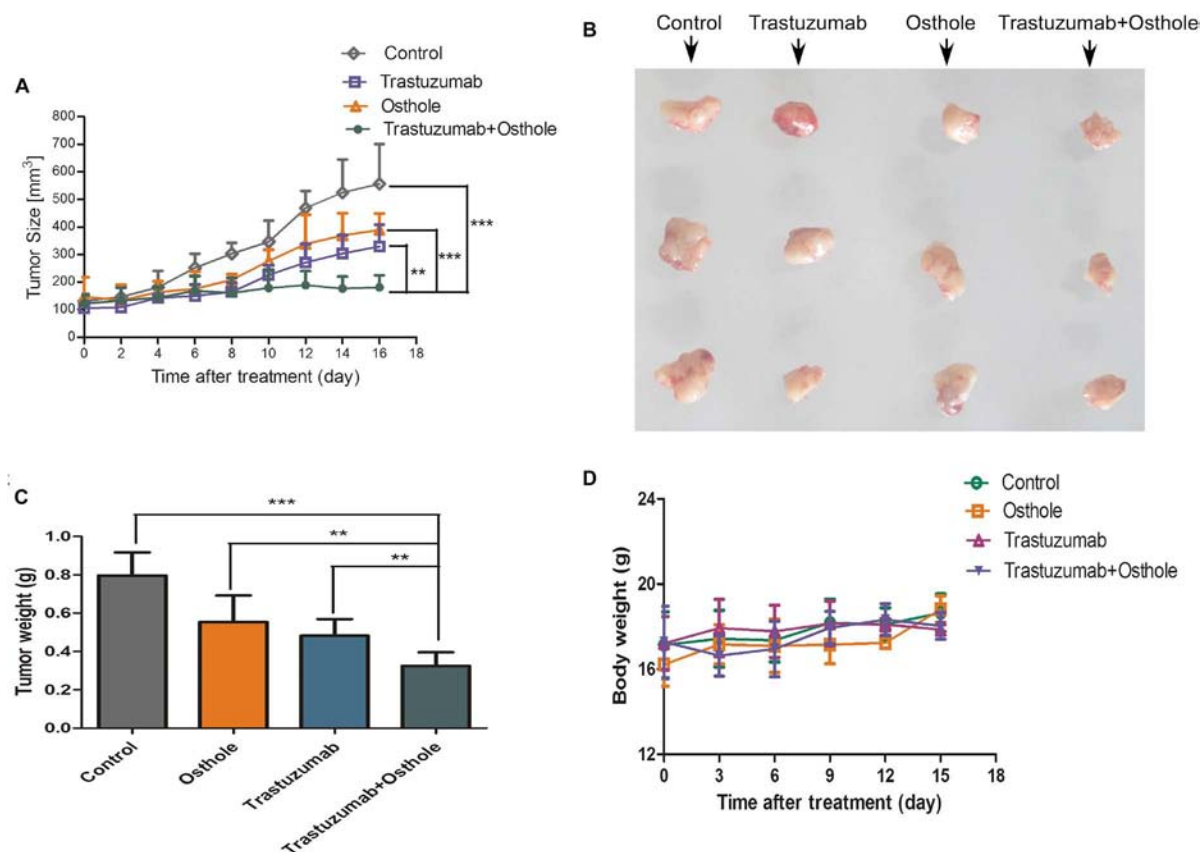 A
Control
Trastuzumab
Osthole
Trastuzumab+Osthole
800
700
600
500
400
300
200
100
0
Tumor Size [mm³]
***
***
**
0 2 4 6 8 10 12 14 16 18
Time after treatment (day)
B
Control Trastuzumab Osthole Trastuzumab+Osthole
C
***
**
**
1.0
0.8
0.6
0.4
0.2
0.0
Tumor weight (g)
Control
Osthole
Trastuzumab
Trastuzumab+Osthole
D
Control
Osthole
Trastuzumab
Trastuzumab+Osthole
24
20
16
12
Body weight (g)
0 3 6 9 12 15 18
Time after treatment (day)